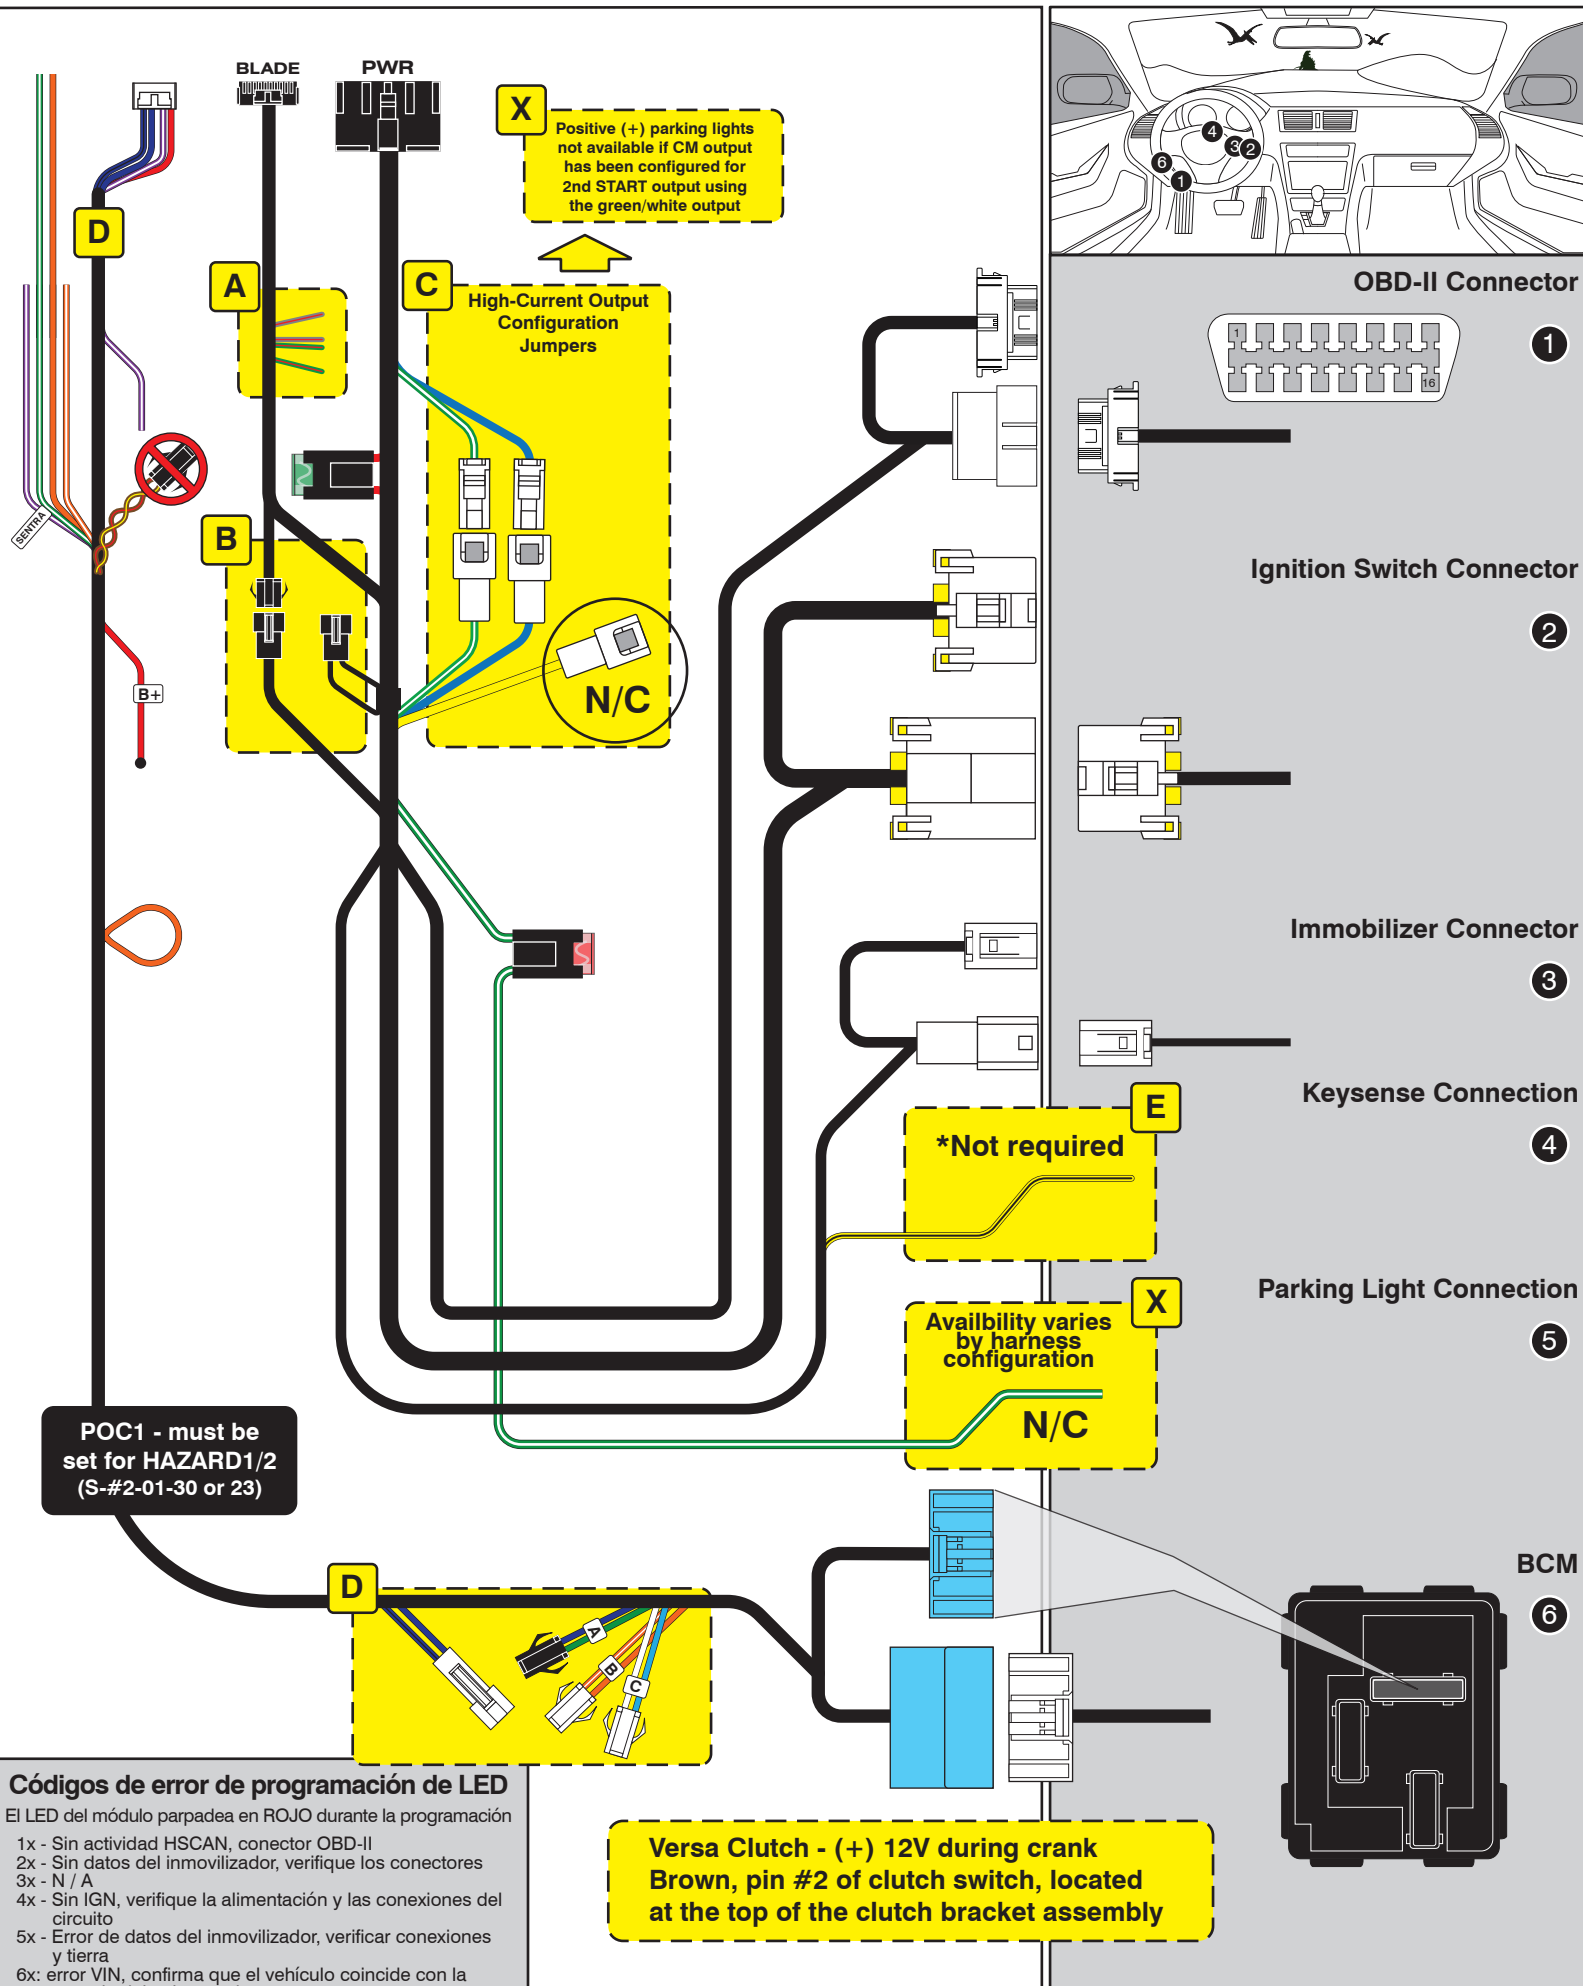 BLADE
PWR
X
Positive (+) parking lights
not available if CM output
has been configured for
2nd START output using
the green/white output
4
3
2
6
1
D
A
C
High-Current Output
Configuration
Jumpers
OBD-II Connector
1
1
16
SENTRA
B
Ignition Switch Connector
2
N/C
B+
Immobilizer Connector
3
Keysense Connection
4
E
*Not required
Parking Light Connection
5
X
Availbility varies
by harness
configuration
N/C
POC1 - must be
set for HAZARD1/2
(S-#2-01-30 or 23)
BCM
6
D
A
B
C
Códigos de error de programación de LED
El LED del módulo parpadea en ROJO durante la programación
1x - Sin actividad HSCAN, conector OBD-II
2x - Sin datos del inmovilizador, verifique los conectores
3x - N / A
4x - Sin IGN, verifique la alimentación y las conexiones del
circuito
5x - Error de datos del inmovilizador, verificar conexiones
y tierra
6x: error VIN, confirma que el vehículo coincide con la
Versa Clutch - (+) 12V during crank
Brown, pin #2 of clutch switch, located
at the top of the clutch bracket assembly